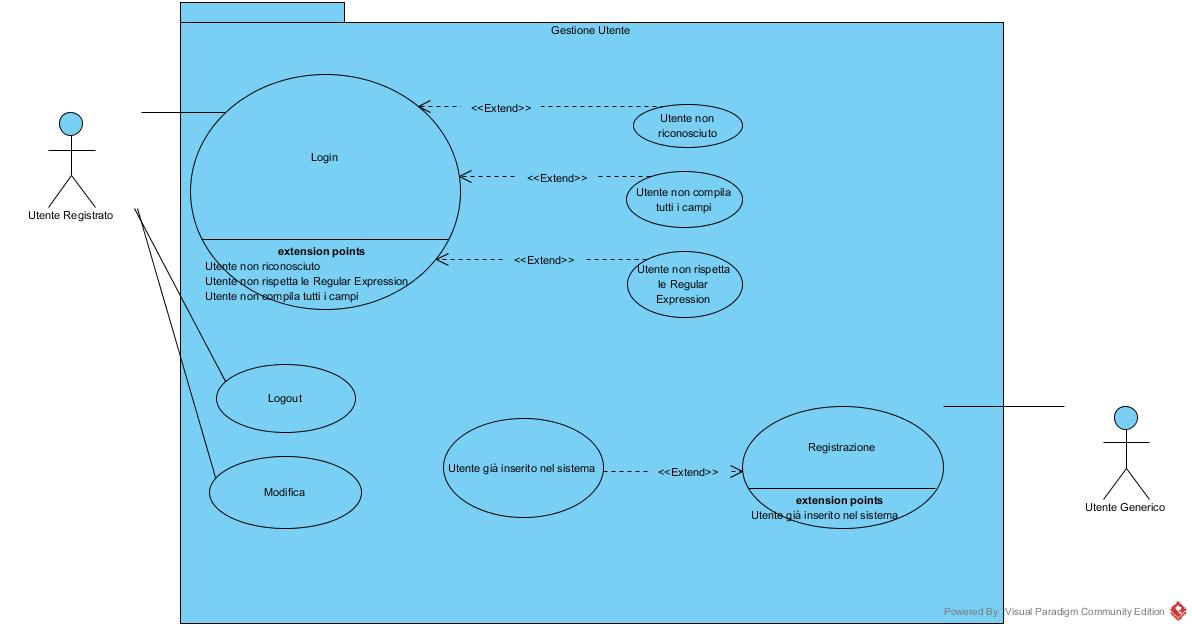 Gestione Utente
<<Extend>>
Utente non
riconosciuto
Login
<<Extend>>
Utente non compila
tutti i campi
Utente Registrato
extension points
Utente non riconosciuto
Utente non rispetta le Regular Expression
Utente non compila tutti i campi
<<Extend>>
Utente non rispetta
le Regular
Expression
Logout
Modifica
Utente già inserito nel sistema
<<Extend>>
Registrazione
extension points
Utente già inserito nel sistema
Utente Generico
Powered By Visual Paradigm Community Edition